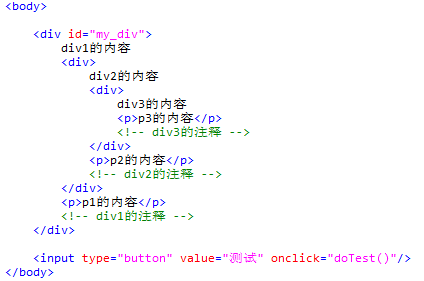 <body>
<div id="my_div">
div1的内容
<div>
div2的内容
<div>
div3的内容
<p>p3的内容</p>
<!-- div3的注释 -->
</div>
<p>p2的内容</p>
<!-- div2的注释 -->
</div>
<p>p1的内容</p>
<!-- div1的注释 -->
</div>
<input type="button" value="测试" onclick="doTest()"/>
</body>